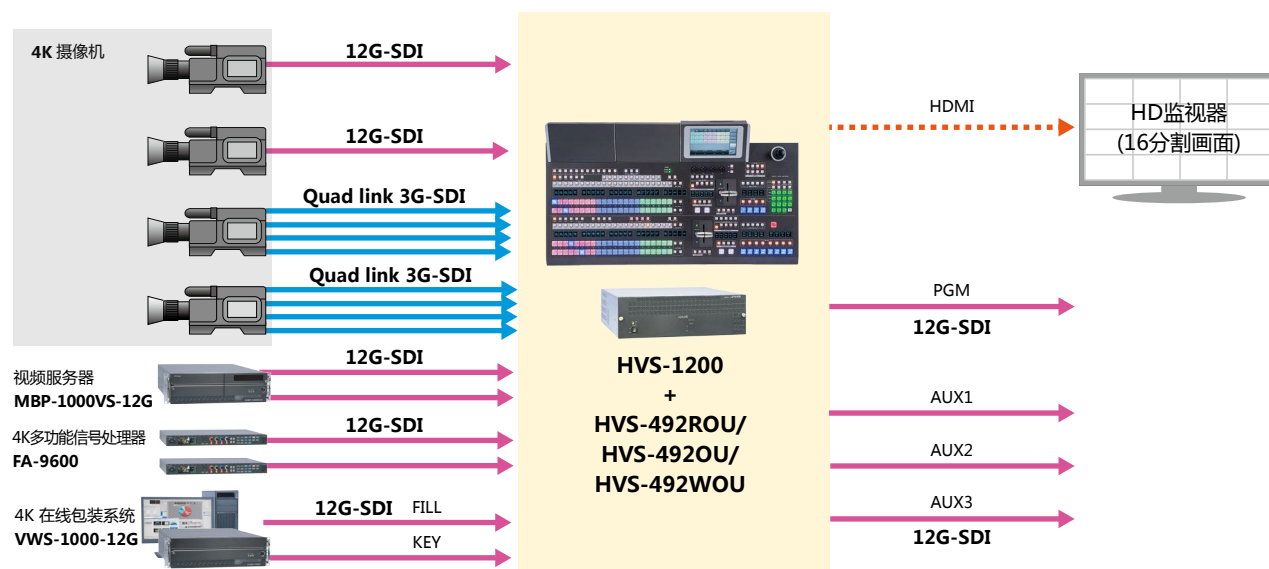 4K 摄像机
12G-SDI
12G-SDI
Quad link 3G-SDI
Quad link 3G-SDI
视频服务器
MBP-1000VS-12G
12G-SDI
4K多功能信号处理器
FA-9600
12G-SDI
4K 在线包装系统
VWS-1000-12G
12G-SDI FILL
KEY
HVS-1200
+
HVS-492ROU/
HVS-492OU/
HVS-492WOU
HDMI
HD监视器
(16分割画面)
PGM
12G-SDI
AUX1
AUX2
AUX3
12G-SDI